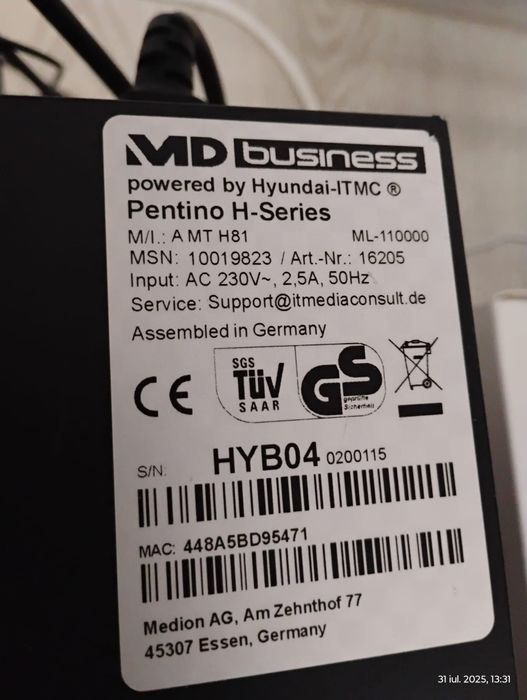 MD business
powered by Hyundai-ITMC ®
Pentino H-Series
M/I.: A MT H81 ML-110000
MSN: 10019823 / Art.-Nr.: 16205
Input: AC 230V~, 2,5A, 50Hz
Service: Support@itmediaconsult.de
Assembled in Germany
CE
SGS
TÜV
SAAR
GS
geprüfte
Sicherheit
S/N: HYB04 0200115
MAC: 448A5BD95471
Medion AG, Am Zehnthof 77
45307 Essen, Germany
31 iul. 2025, 13:31